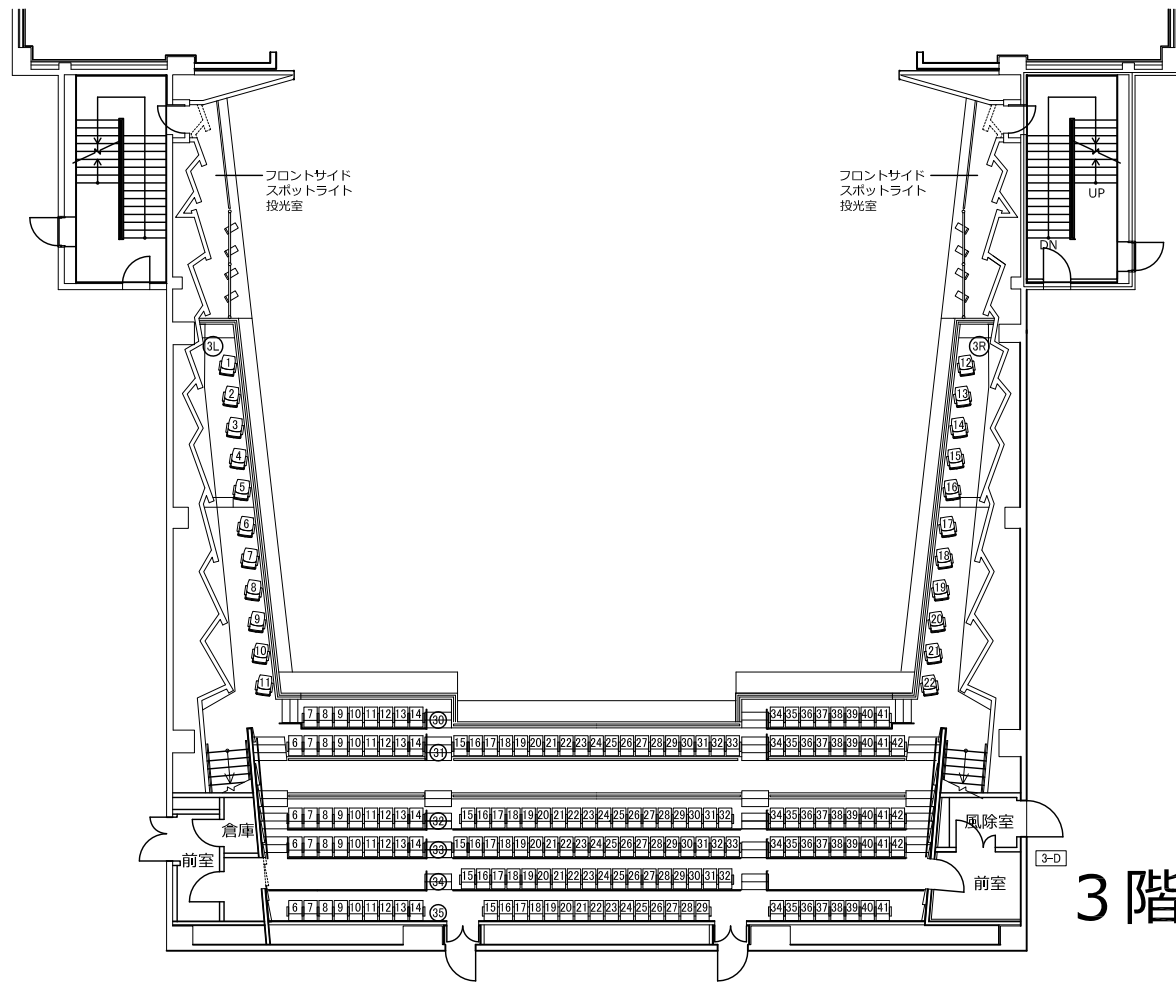 フロントサイド
スポットライト
投光室
フロントサイド
スポットライト
投光室
UP
DN
3L
3R
1
12
2
13
3
14
4
15
5
16
6
17
7
18
8
19
9
20
10
21
11
22
7 8 9 10 11 12 13 14 30 34 35 36 37 38 39 40 41
6 7 8 9 10 11 12 13 14 31 15 16 17 18 19 20 21 22 23 24 25 26 27 28 29 30 31 32 33 34 35 36 37 38 39 40 41 42
6 7 8 9 10 11 12 13 14 32 15 16 17 18 19 20 21 22 23 24 25 26 27 28 29 30 31 32 34 35 36 37 38 39 40 41 42
倉庫
風除室
6 7 8 9 10 11 12 13 14 33 15 16 17 18 19 20 21 22 23 24 25 26 27 28 29 30 31 32 33 34 35 36 37 38 39 40 41 42
前室
3-D
34 15 16 17 18 19 20 21 22 23 24 25 26 27 28 29 30 31 32
前室
3階
6 7 8 9 10 11 12 13 14 35 15 16 17 18 19 20 21 22 23 24 25 26 27 28 29 34 35 36 37 38 39 40 41